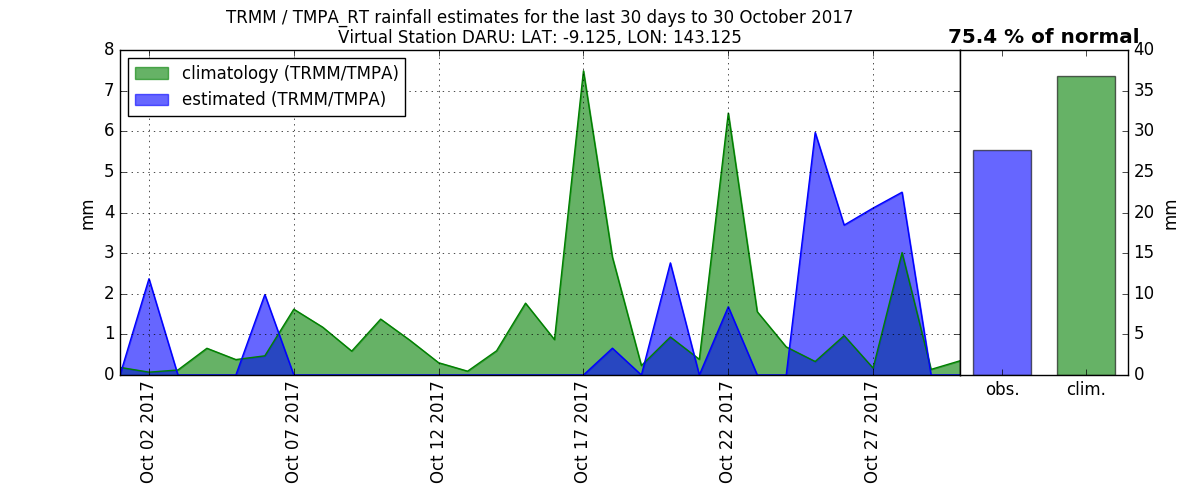 TRMM / TMPA_RT rainfall estimates for the last 30 days to 30 October 2017
Virtual Station DARU: LAT: -9.125, LON: 143.125
75.4 % of normal
climatology (TRMM/TMPA)
estimated (TRMM/TMPA)
8
7
6
5
4
3
2
1
0
mm
Oct 02 2017
Oct 07 2017
Oct 12 2017
Oct 17 2017
Oct 22 2017
Oct 27 2017
obs.
clim.
40
35
30
25
20
15
10
5
0
mm